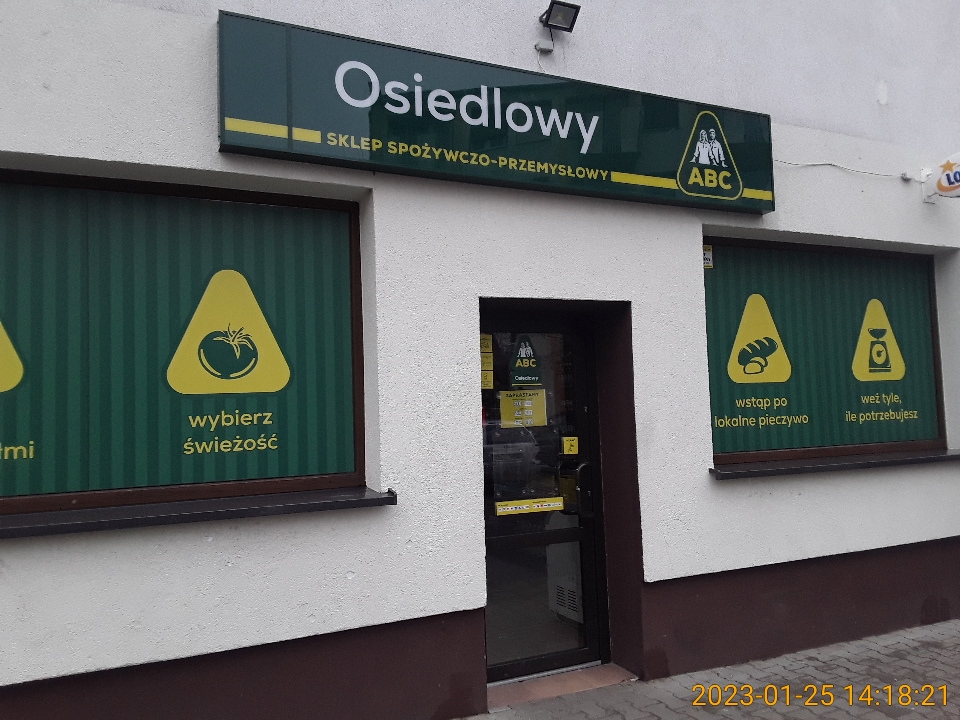 Osiedlowy
SKLEP SPOŻYWCZO-PRZEMYSŁOWY
ABC
wybierz
świeżość
wstąp po
lokalne pieczywo
weź tyle,
ile potrzebujesz
ABC
Osiedlowy
ZAPRASZAMY
2023-01-25 14:18:21